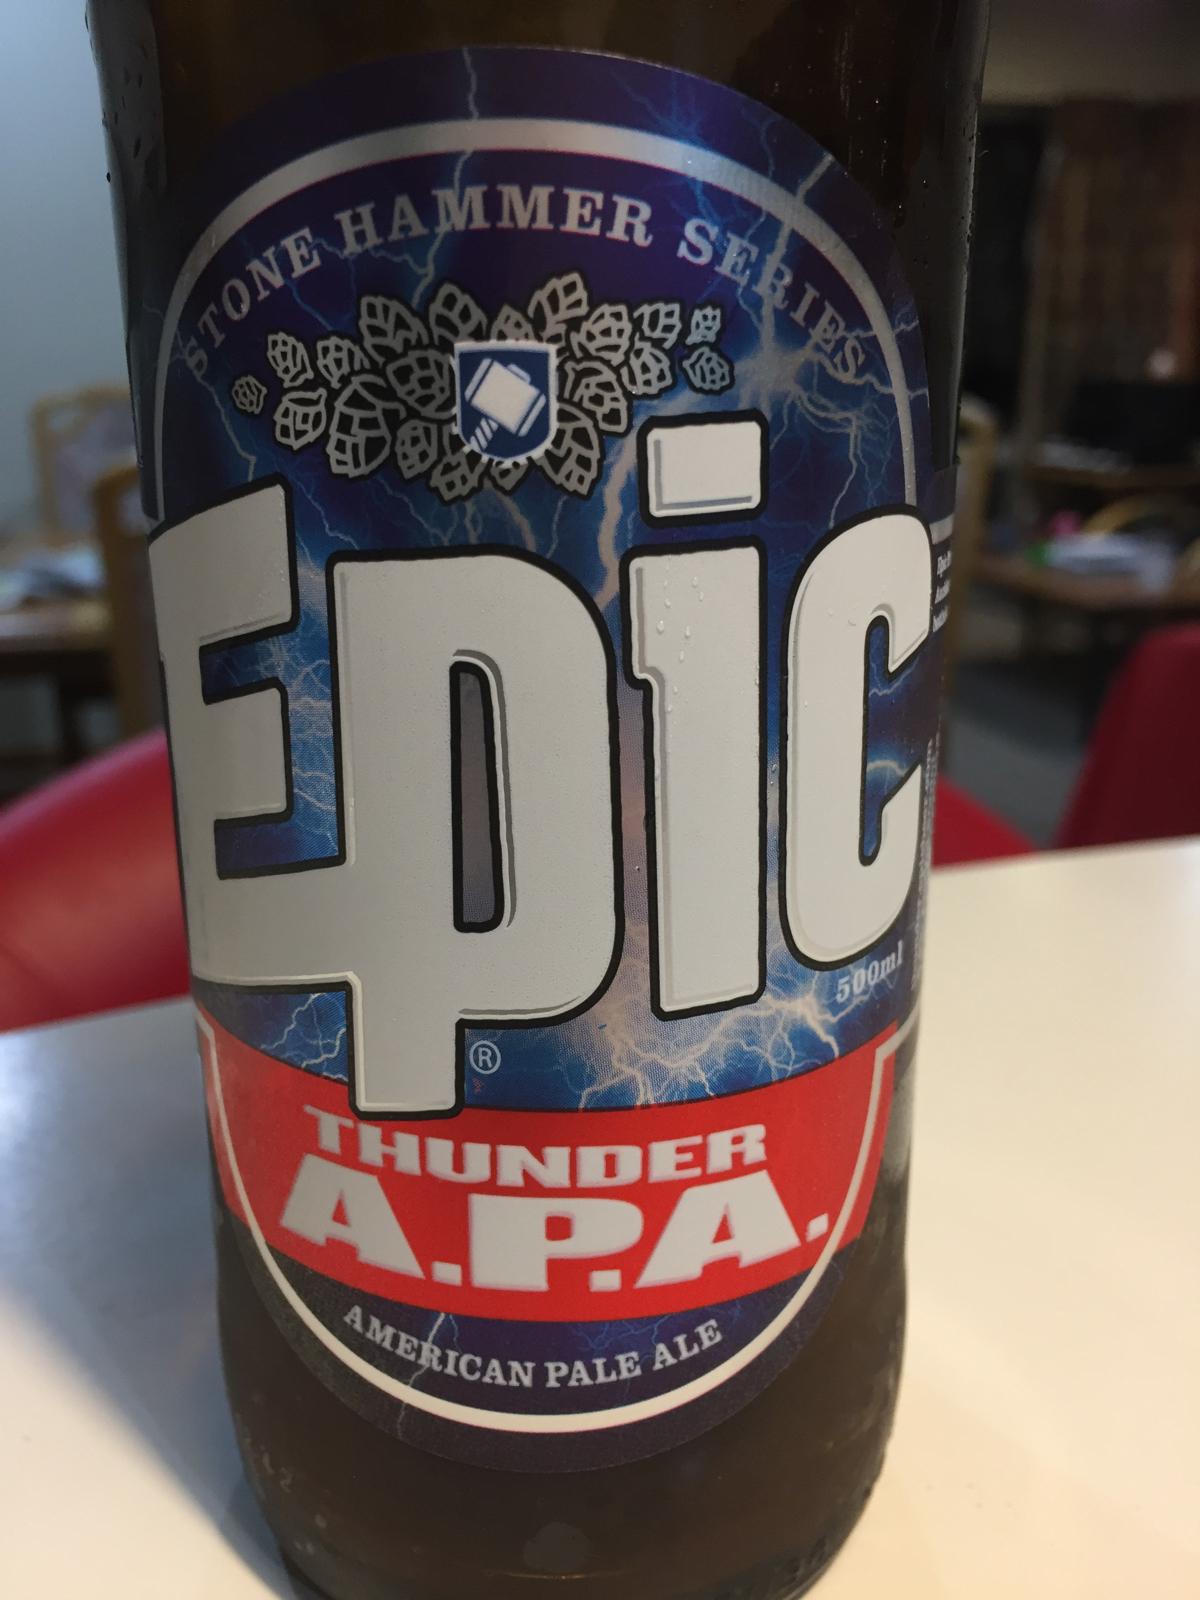 STONE HAMMER SERIES
Epic
500ml
®
THUNDER
A.P.A.
AMERICAN PALE ALE